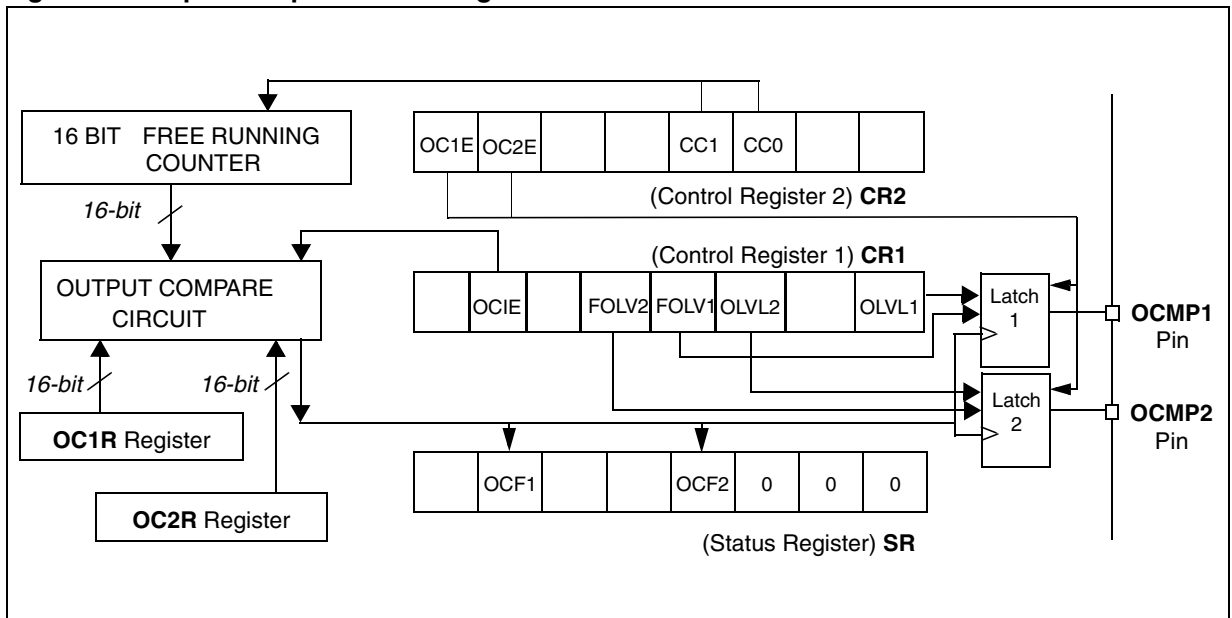 16 BIT FREE RUNNING
COUNTER
OC1E OC2E CC1 CC0
(Control Register 2) CR2
16-bit
(Control Register 1) CR1
OUTPUT COMPARE
CIRCUIT
OCIE FOLV2 FOLV1 OLVL2 OLVL1
Latch
1
OCMP1
Pin
16-bit 16-bit
Latch
2
OCMP2
Pin
OC1R Register
OCF1 OCF2 0 0 0
OC2R Register
(Status Register) SR